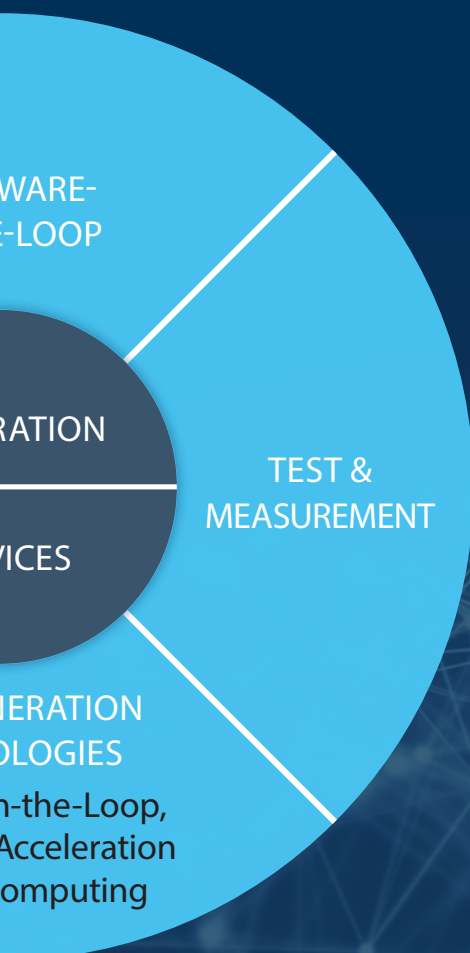 WARE-
E-LOOP
RATION
TEST &
MEASUREMENT
VICES
NERATION
OLOGIES
n-the-Loop,
Acceleration
omputing